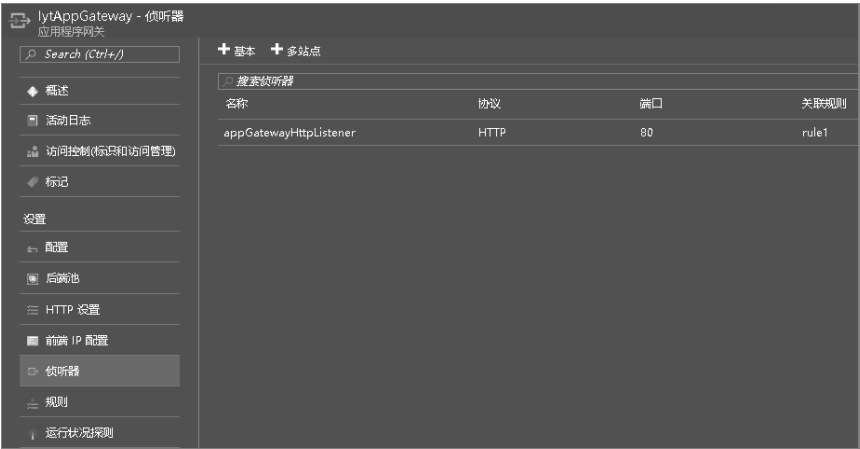 lytAppGateway - 侦听器
应用程序网关
Search (Ctrl+/)
基本 多站点
搜索侦听器
概述
名称 协议 端口 关联规则
活动日志
appGatewayHttpListener HTTP 80 rule1
访问控制(标识和访问管理)
标记
设置
配置
后端池
HTTP 设置
前端 IP 配置
侦听器
规则
运行状况探测